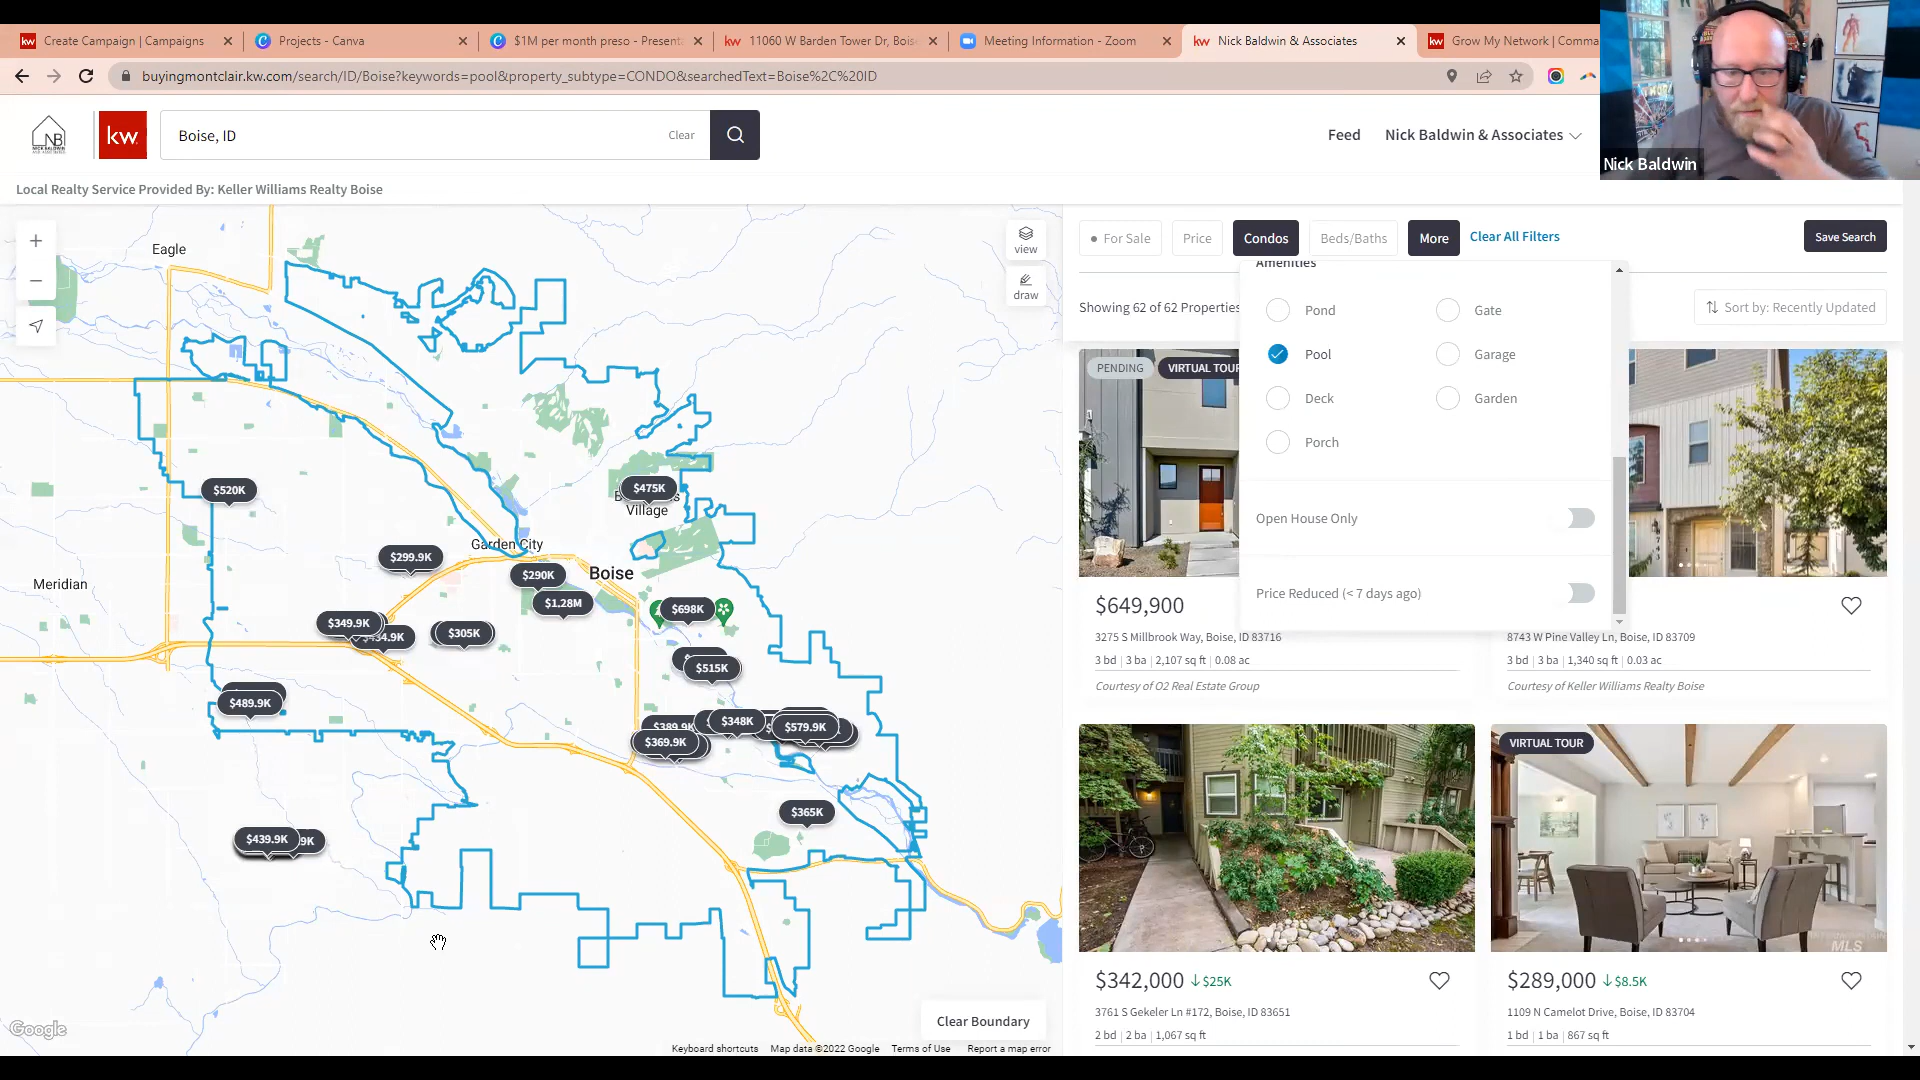 Create Campaign | Campaigns
Projects - Canva
$1M per month preso - Present
11060 W Barden Tower Dr, Bois
Meeting Information - Zoom
Nick Baldwin & Associates
Grow My Network | Comma
buyingmontclair.kw.com/search/ID/Boise?keywords=pool&property_subtype=CONDO&searchedText=Boise%2C%20ID
NB
kw
Boise, ID
Clear
Feed
Nick Baldwin & Associates
Nick Baldwin
Local Realty Service Provided By: Keller Williams Realty Boise
Eagle
Meridian
Garden City
Boise
Village
view
draw
$520K
$475K
$299.9K
$290K
$1.28M
$698K
$349.9K
$305K
$515K
$489.9K
$389.9K
$348K
$579.9K
$369.9K
$365K
$439.9K
9K
Clear Boundary
Google
Keyboard shortcuts
Map data ©2022 Google
Terms of Use
Report a map error
For Sale
Price
Condos
Beds/Baths
More
Clear All Filters
Save Search
Showing 62 of 62 Properties
Sort by: Recently Updated
Amenities
Pond
Gate
Pool
Garage
Deck
Garden
Porch
Open House Only
Price Reduced (< 7 days ago)
PENDING
VIRTUAL TOUR
$649,900
3275 S Millbrook Way, Boise, ID 83716
3 bd | 3 ba | 2,107 sq ft | 0.08 ac
Courtesy of O2 Real Estate Group
8743 W Pine Valley Ln, Boise, ID 83709
3 bd | 3 ba | 1,340 sq ft | 0.03 ac
Courtesy of Keller Williams Realty Boise
$342,000 ↓$25K
3761 S Gekeler Ln #172, Boise, ID 83651
2 bd | 2 ba | 1,067 sq ft
VIRTUAL TOUR
MLS
$289,000 ↓$8.5K
1109 N Camelot Drive, Boise, ID 83704
1 bd | 1 ba | 867 sq ft